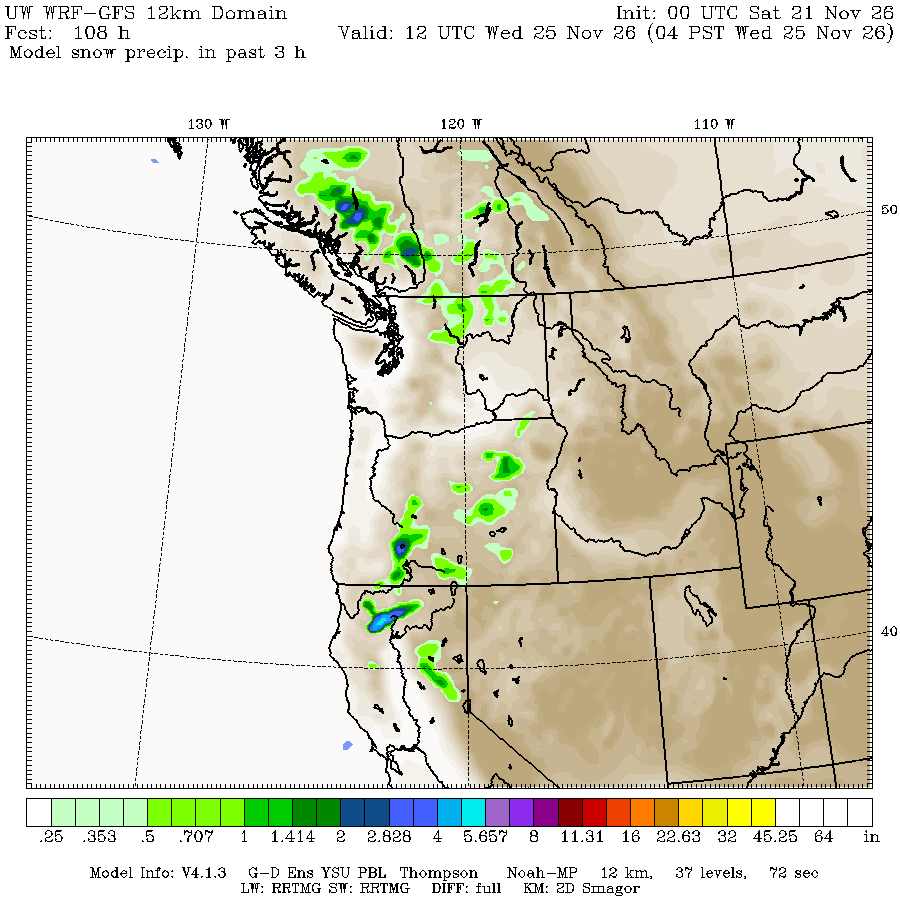 UW WRF-GFS 12km Domain Init: 00 UTC Sat 21 Nov 26
Fcst: 108 h Valid: 12 UTC Wed 25 Nov 26 (04 PST Wed 25 Nov 26)
Model snow precip. in past 3 h
130 W 120 W 110 W
50
40
.25 .353 .5 .707 1 1.414 2 2.828 4 5.657 8 11.31 16 22.63 32 45.25 64 in
Model Info: V4.1.3 G-D Ens YSU PBL Thompson Noah-MP 12 km, 37 levels, 72 sec
LW: RRTMG SW: RRTMG DIFF: full KM: 2D Smagor